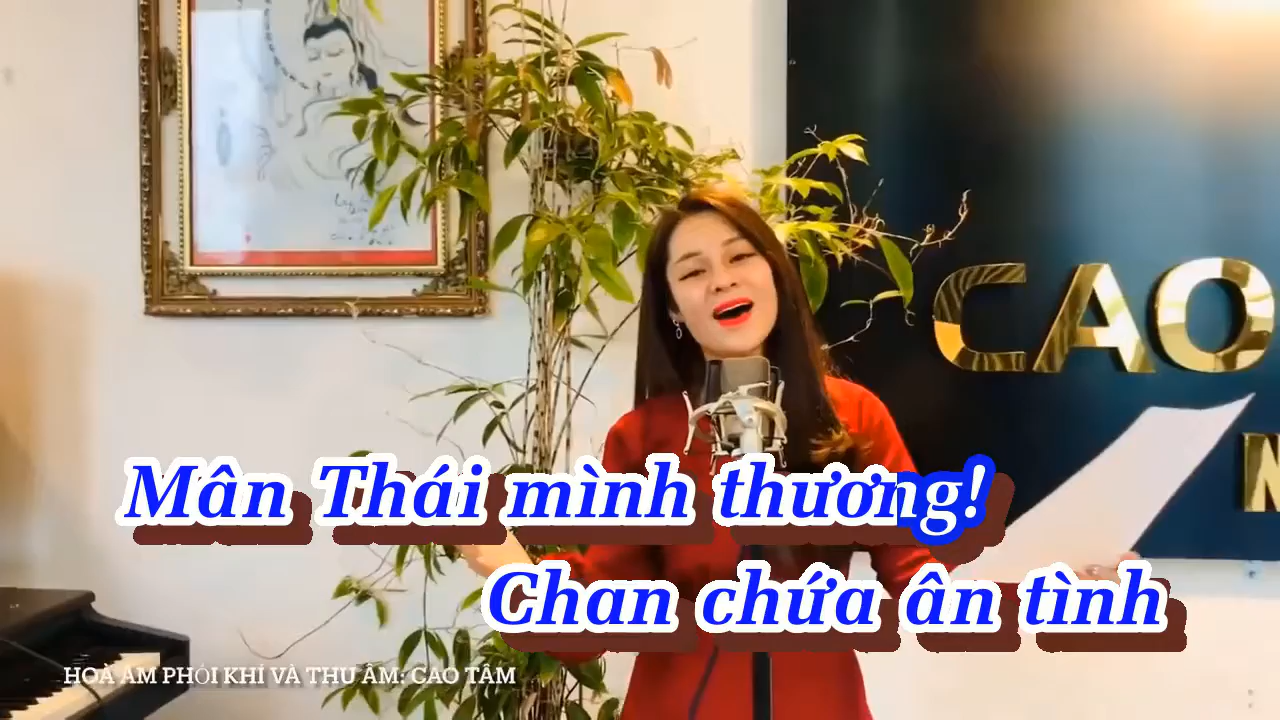 CAO
Mân Thái mình thương!
Chan chứa ân tình
HOÀ ÂM PHỐI KHÍ VÀ THU ÂM: CAO TÂM